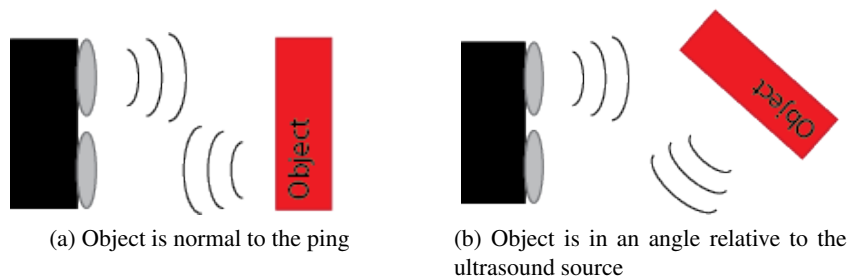 Object
Object
(a) Object is normal to the ping
(b) Object is in an angle relative to the
ultrasound source